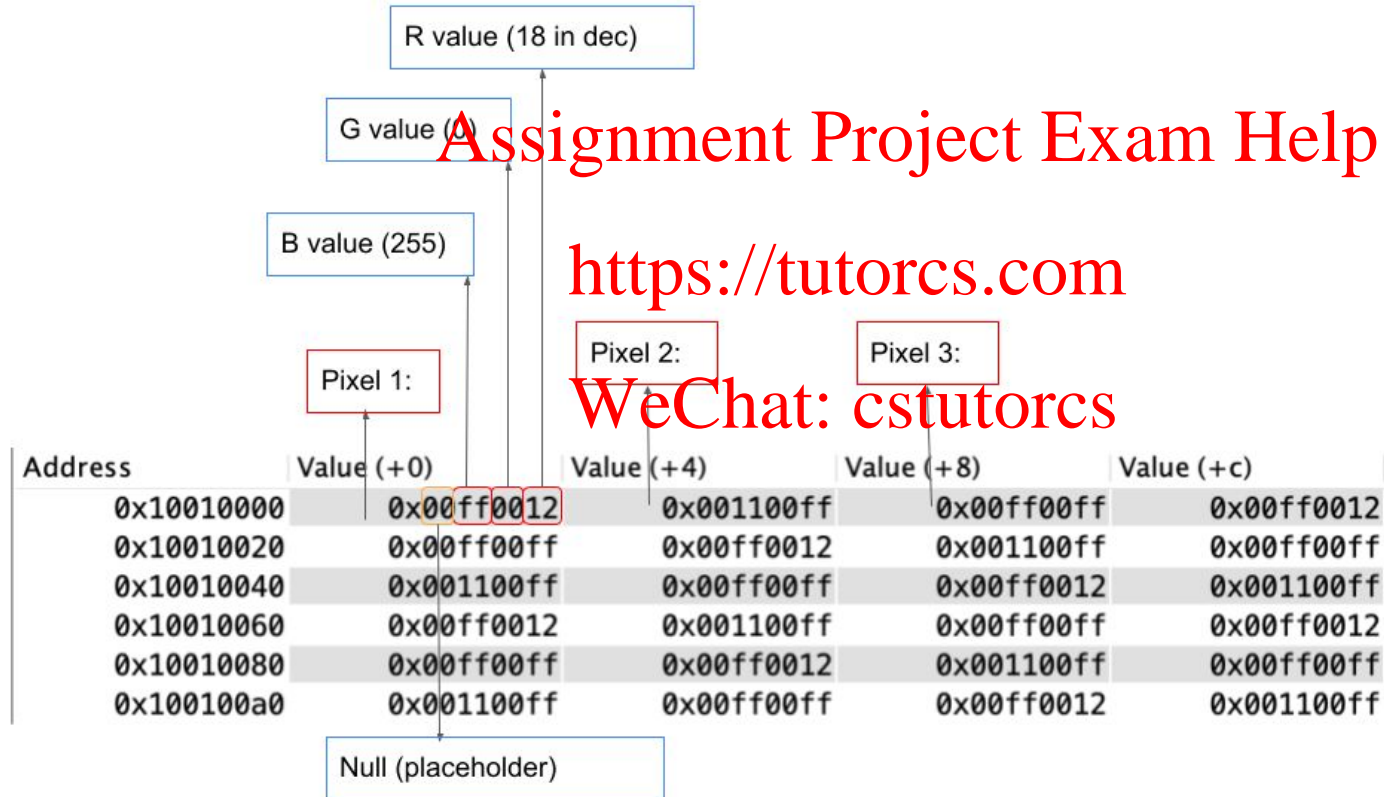 R value (18 in dec)
G value (0)
Assignment Project Exam Help
B value (255)
https://tutorcs.com
Pixel 1:
Pixel 2:
Pixel 3:
WeChat: cstutorcs
Address Value (+0) Value (+4) Value (+8) Value (+c)
0x10010000 0x00ff0012 0x001100ff 0x00ff00ff 0x00ff0012
0x10010020 0x00ff00ff 0x00ff0012 0x001100ff 0x00ff00ff
0x10010040 0x001100ff 0x00ff00ff 0x00ff0012 0x001100ff
0x10010060 0x00ff0012 0x001100ff 0x00ff00ff 0x00ff0012
0x10010080 0x00ff00ff 0x00ff0012 0x001100ff 0x00ff00ff
0x100100a0 0x001100ff 0x00ff00ff 0x00ff0012 0x001100ff
Null (placeholder)